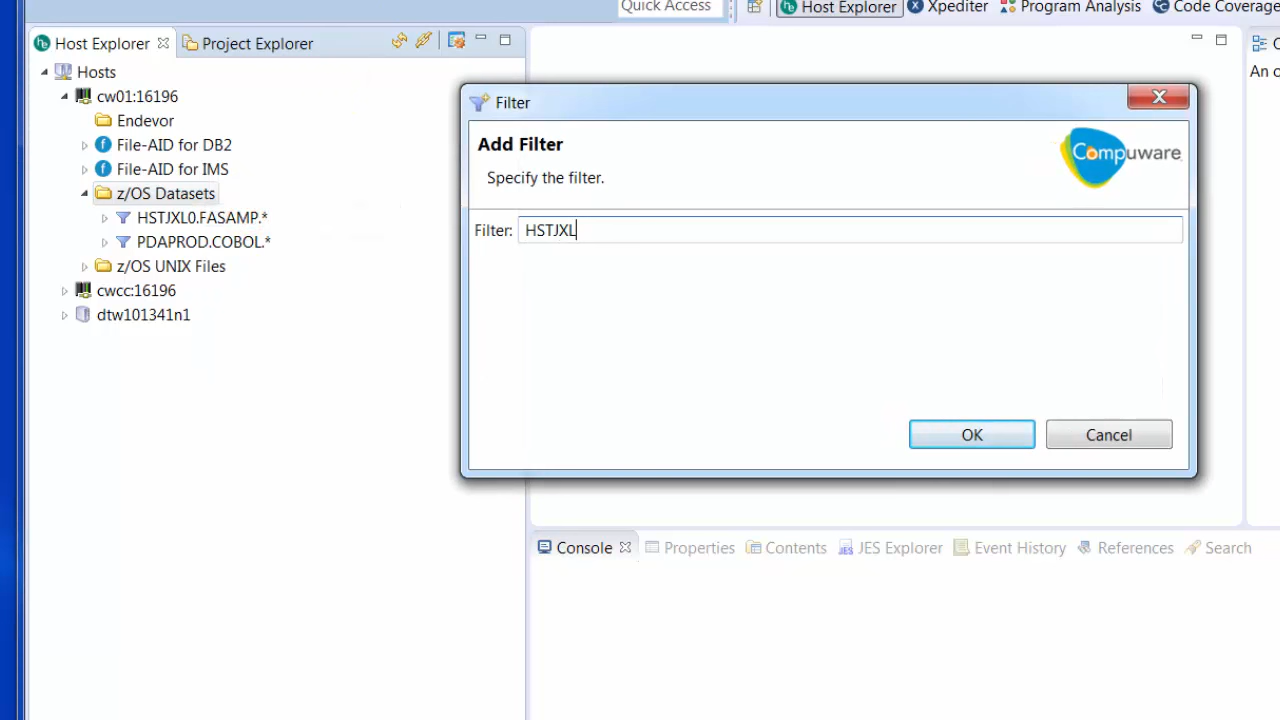 Quick Access
Host Explorer
Xpediter
Program Analysis
Code Coverage
Host Explorer
Project Explorer
Hosts
cw01:16196
Endevor
File-AID for DB2
File-AID for IMS
z/OS Datasets
HSTJXL0.FASAMP.*
PDAPROD.COBOL.*
z/OS UNIX Files
cwcc:16196
dtw101341n1
Filter
Add Filter
Specify the filter.
Compuware
Filter: HSTJXL
OK
Cancel
An o
Console
Properties
Contents
JES Explorer
Event History
References
Search